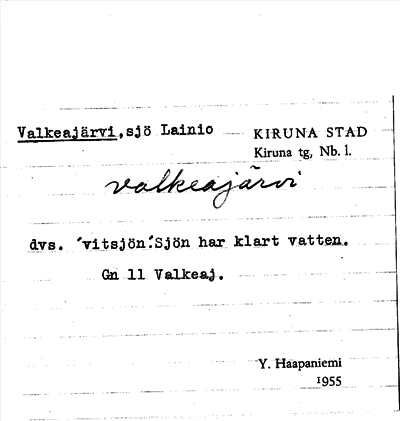 Valkeajärvi, sjö Lainio KIRUNA STAD
Kiruna tg, Nb. l.
valkeajärvi
dvs. "vitsjön". Sjön har klart vatten.
Gn 11 Valkeaj.
Y. Haapaniemi
1955